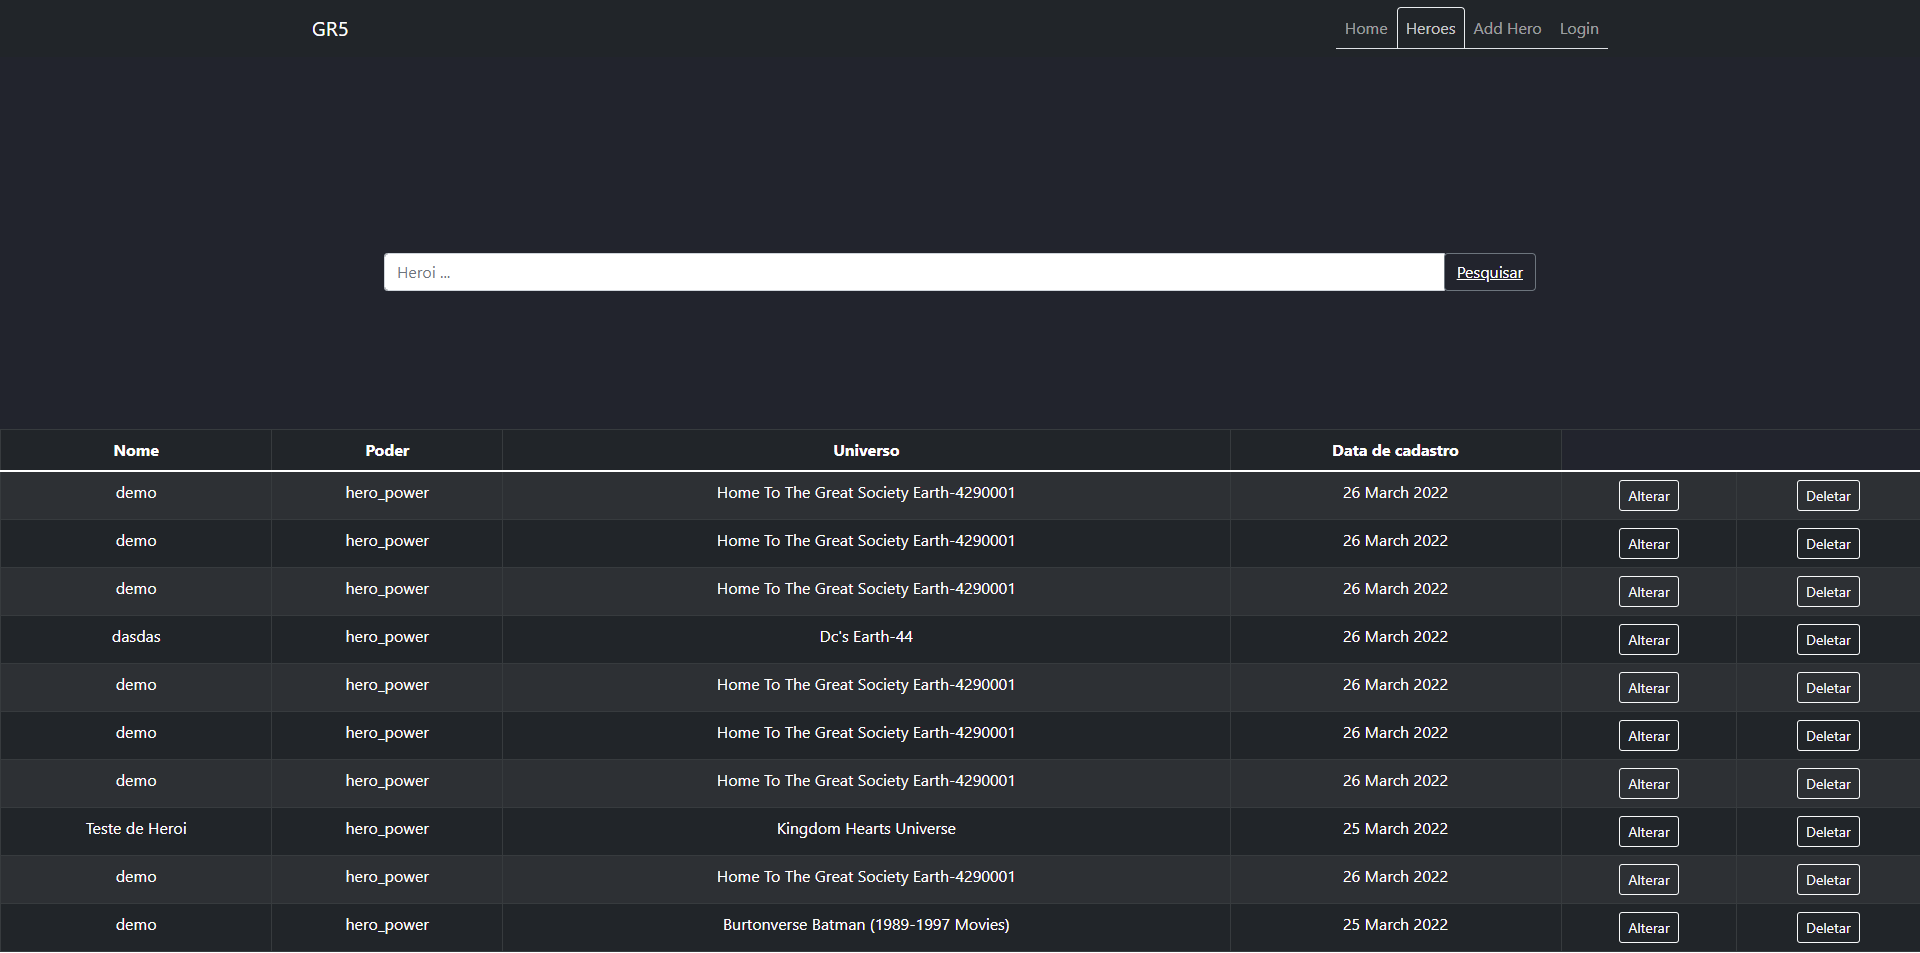 GR5 Home Heroes Add Hero Login
Heroi ... Pesquisar
Nome Poder Universo Data de cadastro
demo hero_power Home To The Great Society Earth-4290001 26 March 2022 Alterar Deletar
demo hero_power Home To The Great Society Earth-4290001 26 March 2022 Alterar Deletar
demo hero_power Home To The Great Society Earth-4290001 26 March 2022 Alterar Deletar
dasdas hero_power Dc's Earth-44 26 March 2022 Alterar Deletar
demo hero_power Home To The Great Society Earth-4290001 26 March 2022 Alterar Deletar
demo hero_power Home To The Great Society Earth-4290001 26 March 2022 Alterar Deletar
demo hero_power Home To The Great Society Earth-4290001 26 March 2022 Alterar Deletar
Teste de Heroi hero_power Kingdom Hearts Universe 25 March 2022 Alterar Deletar
demo hero_power Home To The Great Society Earth-4290001 26 March 2022 Alterar Deletar
demo hero_power Burtonverse Batman (1989-1997 Movies) 25 March 2022 Alterar Deletar